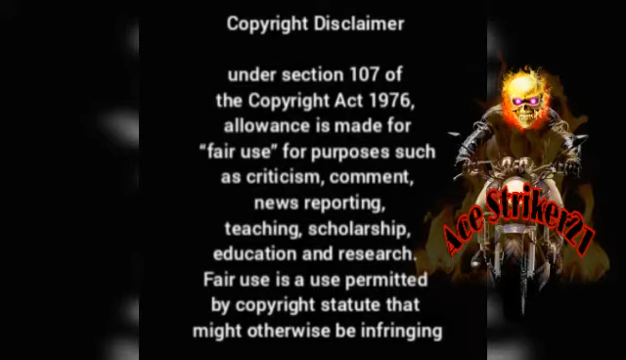 Copyright Disclaimer
under section 107 of
the Copyright Act 1976,
allowance is made for
“fair use” for purposes such
as criticism, comment,
news reporting,
teaching, scholarship,
education and research.
Fair use is a use permitted
by copyright statute that
might otherwise be infringing
Ace Striker21